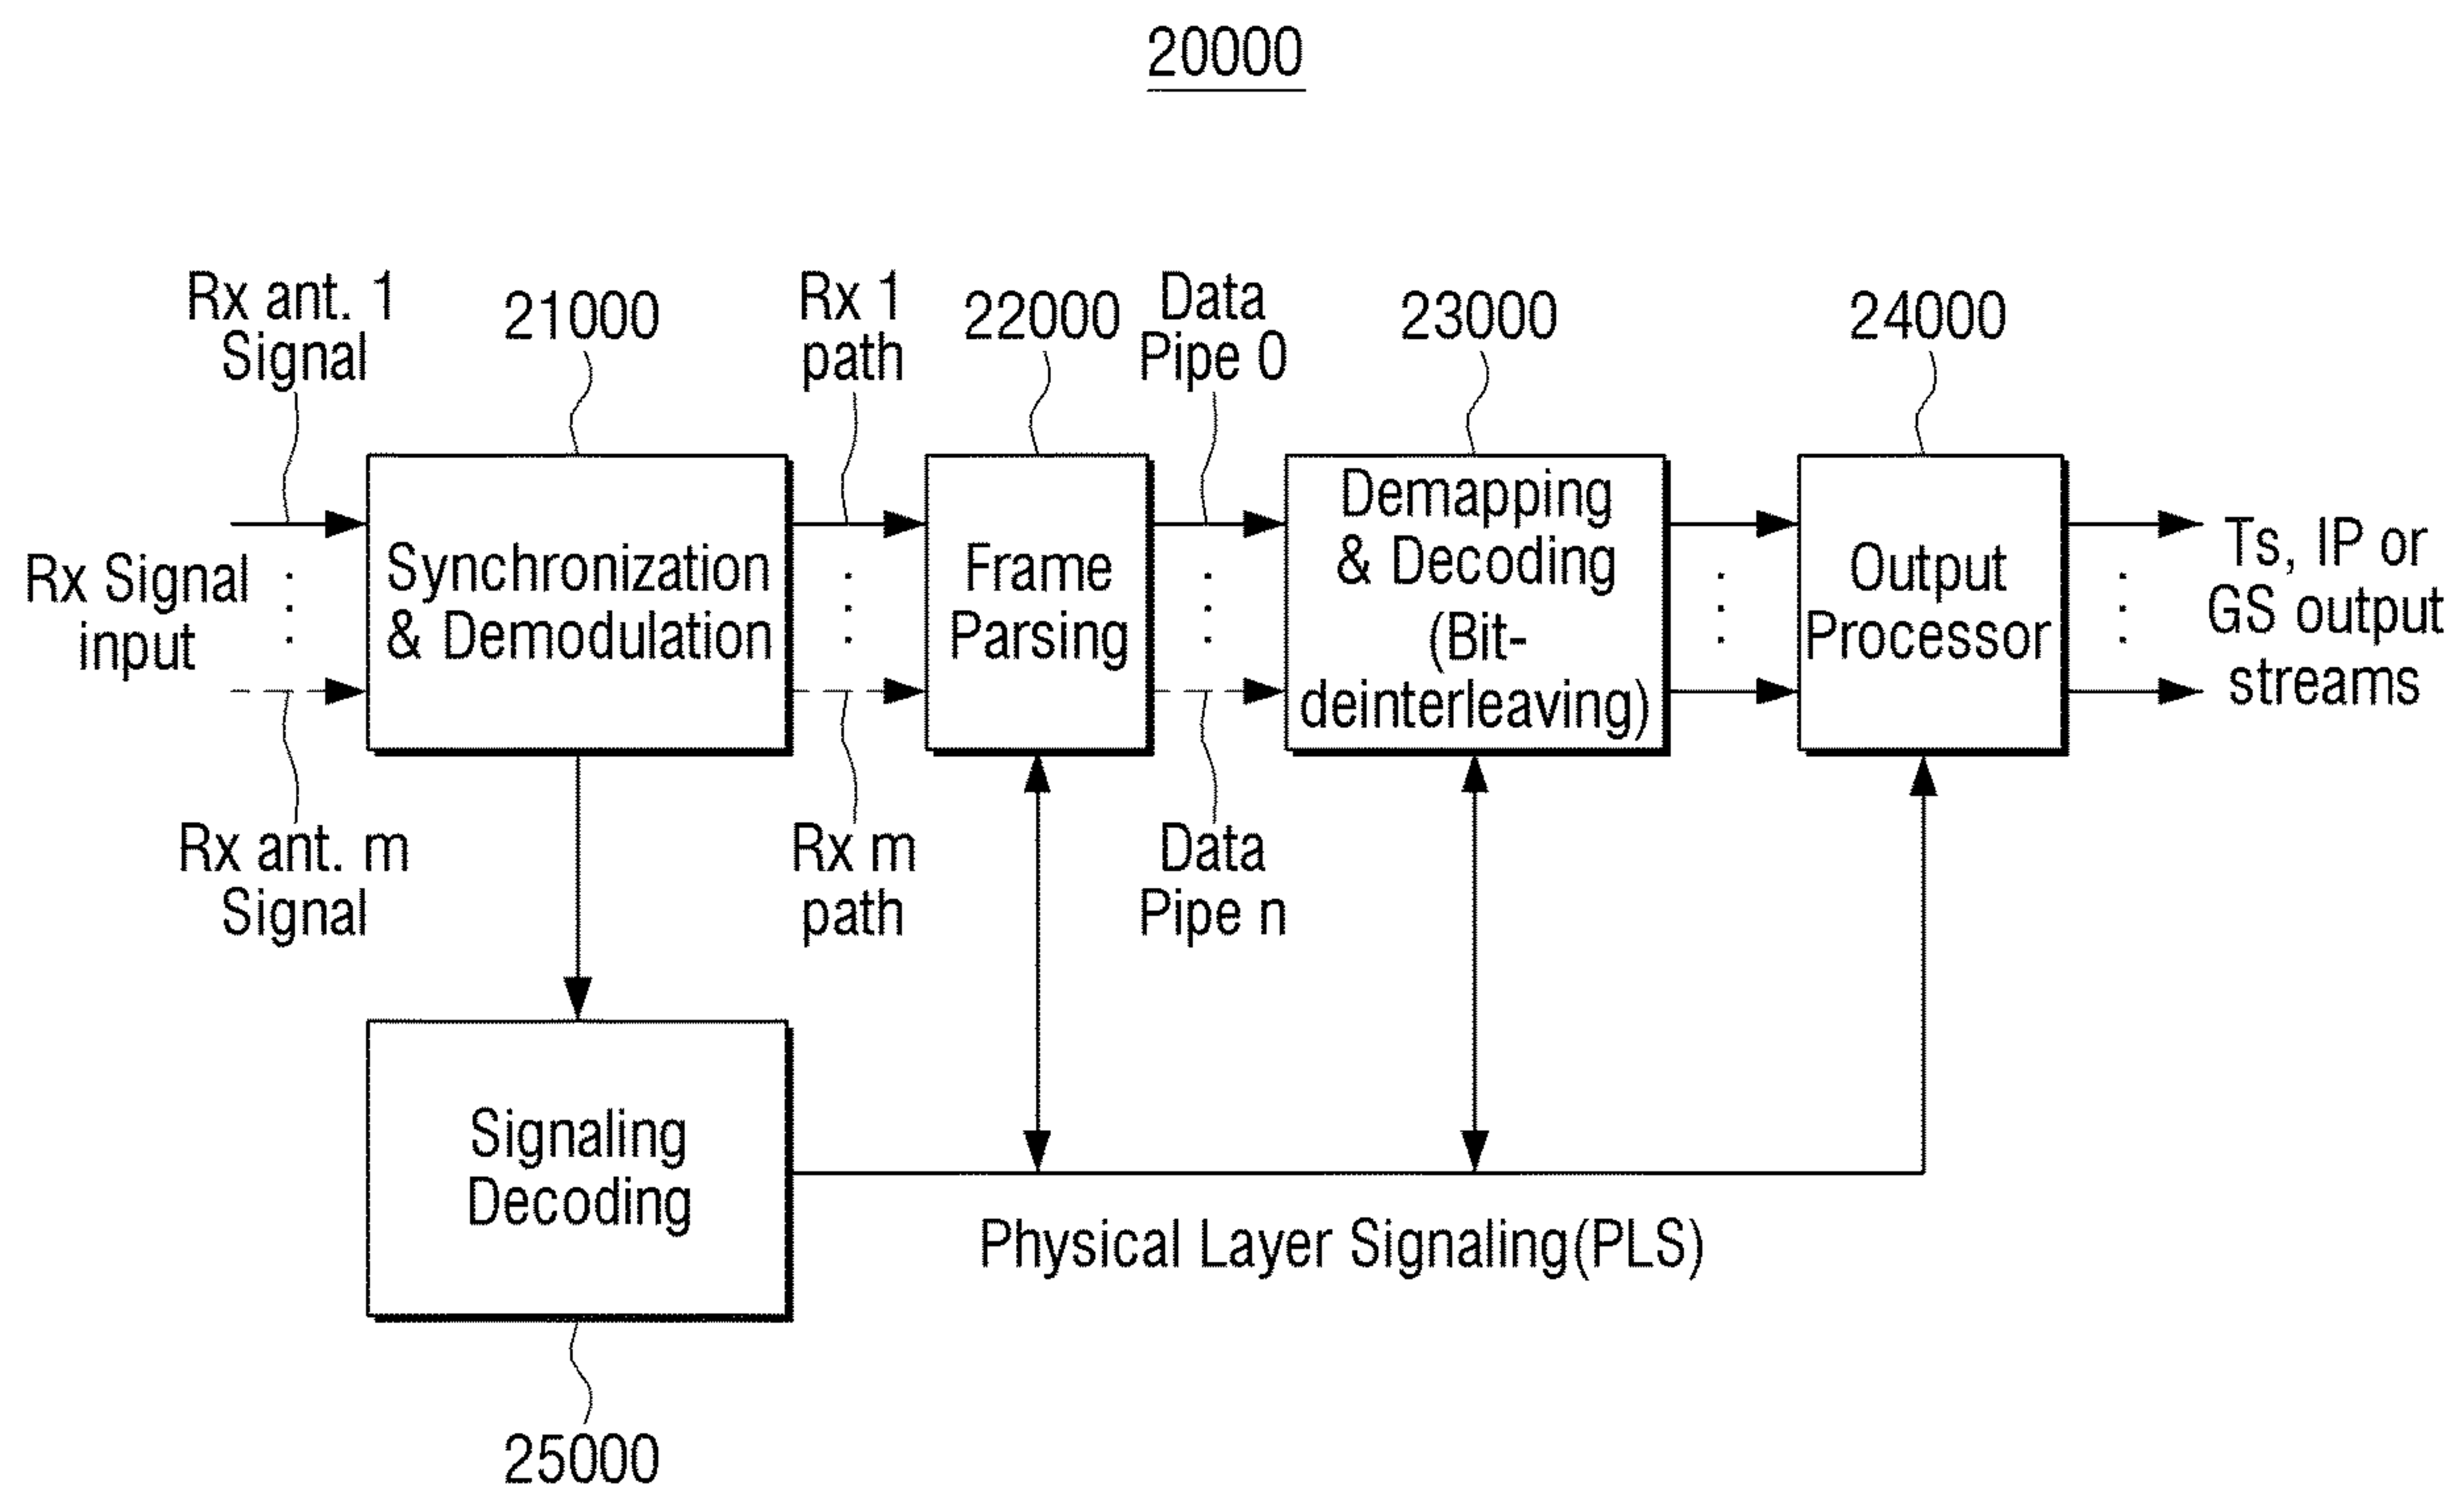 20000
Rx ant. 1
Signal
21000
Rx 1
path
22000
Data
Pipe 0
23000
24000
Rx Signal
input
Synchronization
& Demodulation
Frame
Parsing
Demapping
& Decoding
(Bit-
deinterleaving)
Output
Processor
Ts, IP or
GS output
streams
Rx ant. m
Signal
Rx m
path
Data
Pipe n
Signaling
Decoding
Physical Layer Signaling(PLS)
25000